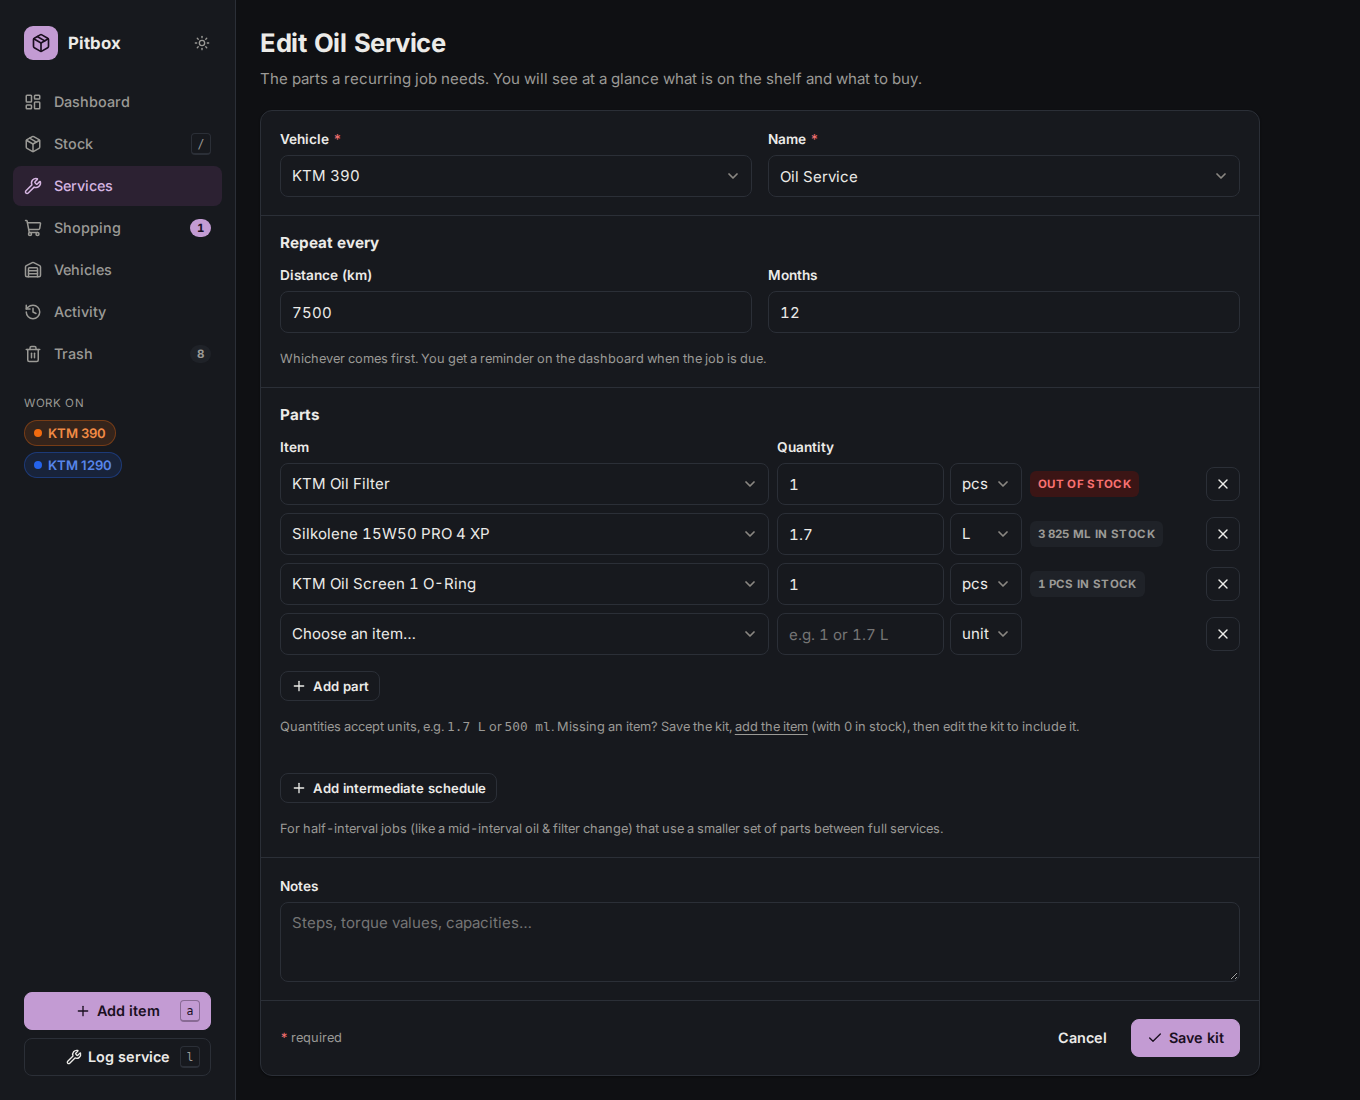 Pitbox
Dashboard
Stock /
Services
Shopping 1
Vehicles
Activity
Trash 8
WORK ON
KTM 390
KTM 1290
Add item a
Log service l
Edit Oil Service
The parts a recurring job needs. You will see at a glance what is on the shelf and what to buy.
Vehicle * Name *
KTM 390 Oil Service
Repeat every
Distance (km) Months
7500 12
Whichever comes first. You get a reminder on the dashboard when the job is due.
Parts
Item Quantity
KTM Oil Filter 1 pcs OUT OF STOCK
Silkolene 15W50 PRO 4 XP 1.7 L 3 825 ML IN STOCK
KTM Oil Screen 1 O-Ring 1 pcs 1 PCS IN STOCK
Choose an item... e.g. 1 or 1.7 L unit
Add part
Quantities accept units, e.g. 1.7 L or 500 ml. Missing an item? Save the kit, add the item (with 0 in stock), then edit the kit to include it.
Add intermediate schedule
For half-interval jobs (like a mid-interval oil & filter change) that use a smaller set of parts between full services.
Notes
Steps, torque values, capacities...
* required Cancel Save kit